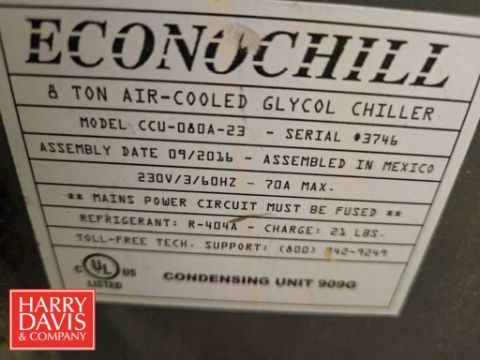 ECONOCHILL
8 TON AIR-COOLED GLYCOL CHILLER
MODEL CCU-080A-23 - SERIAL #3746
ASSEMBLY DATE 09/2016 - ASSEMBLED IN MEXICO
230V/3/60HZ - 70A MAX.
** MAINS POWER CIRCUIT MUST BE FUSED **
REFRIGERANT: R-404A - CHARGE: 21 LBS.
TOLL-FREE TECH. SUPPORT: (800) 942-9249
C UL US
LISTED
CONDENSING UNIT 909G
HARRY
DAVIS
& COMPANY